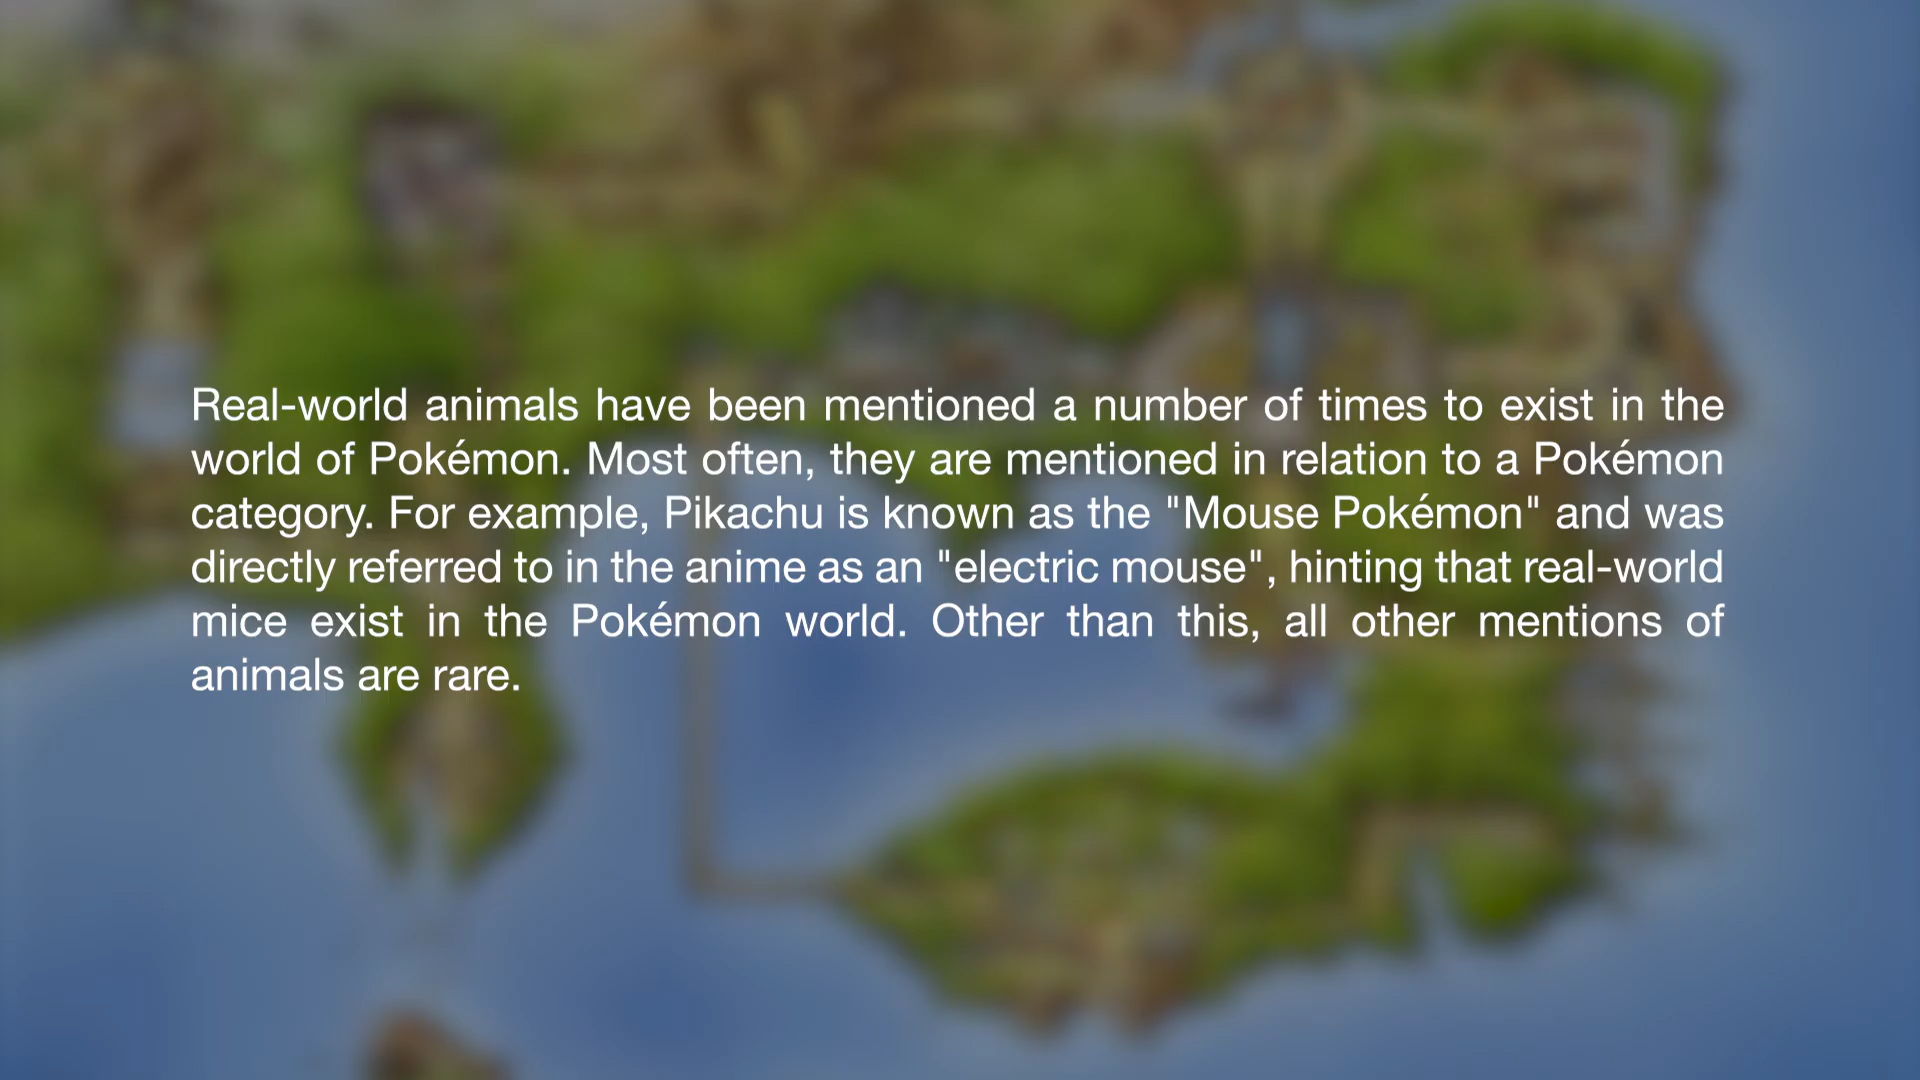 Real-world animals have been mentioned a number of times to exist in the
world of Pokémon. Most often, they are mentioned in relation to a Pokémon
category. For example, Pikachu is known as the "Mouse Pokémon" and was
directly referred to in the anime as an "electric mouse", hinting that real-world
mice exist in the Pokémon world. Other than this, all other mentions of
animals are rare.